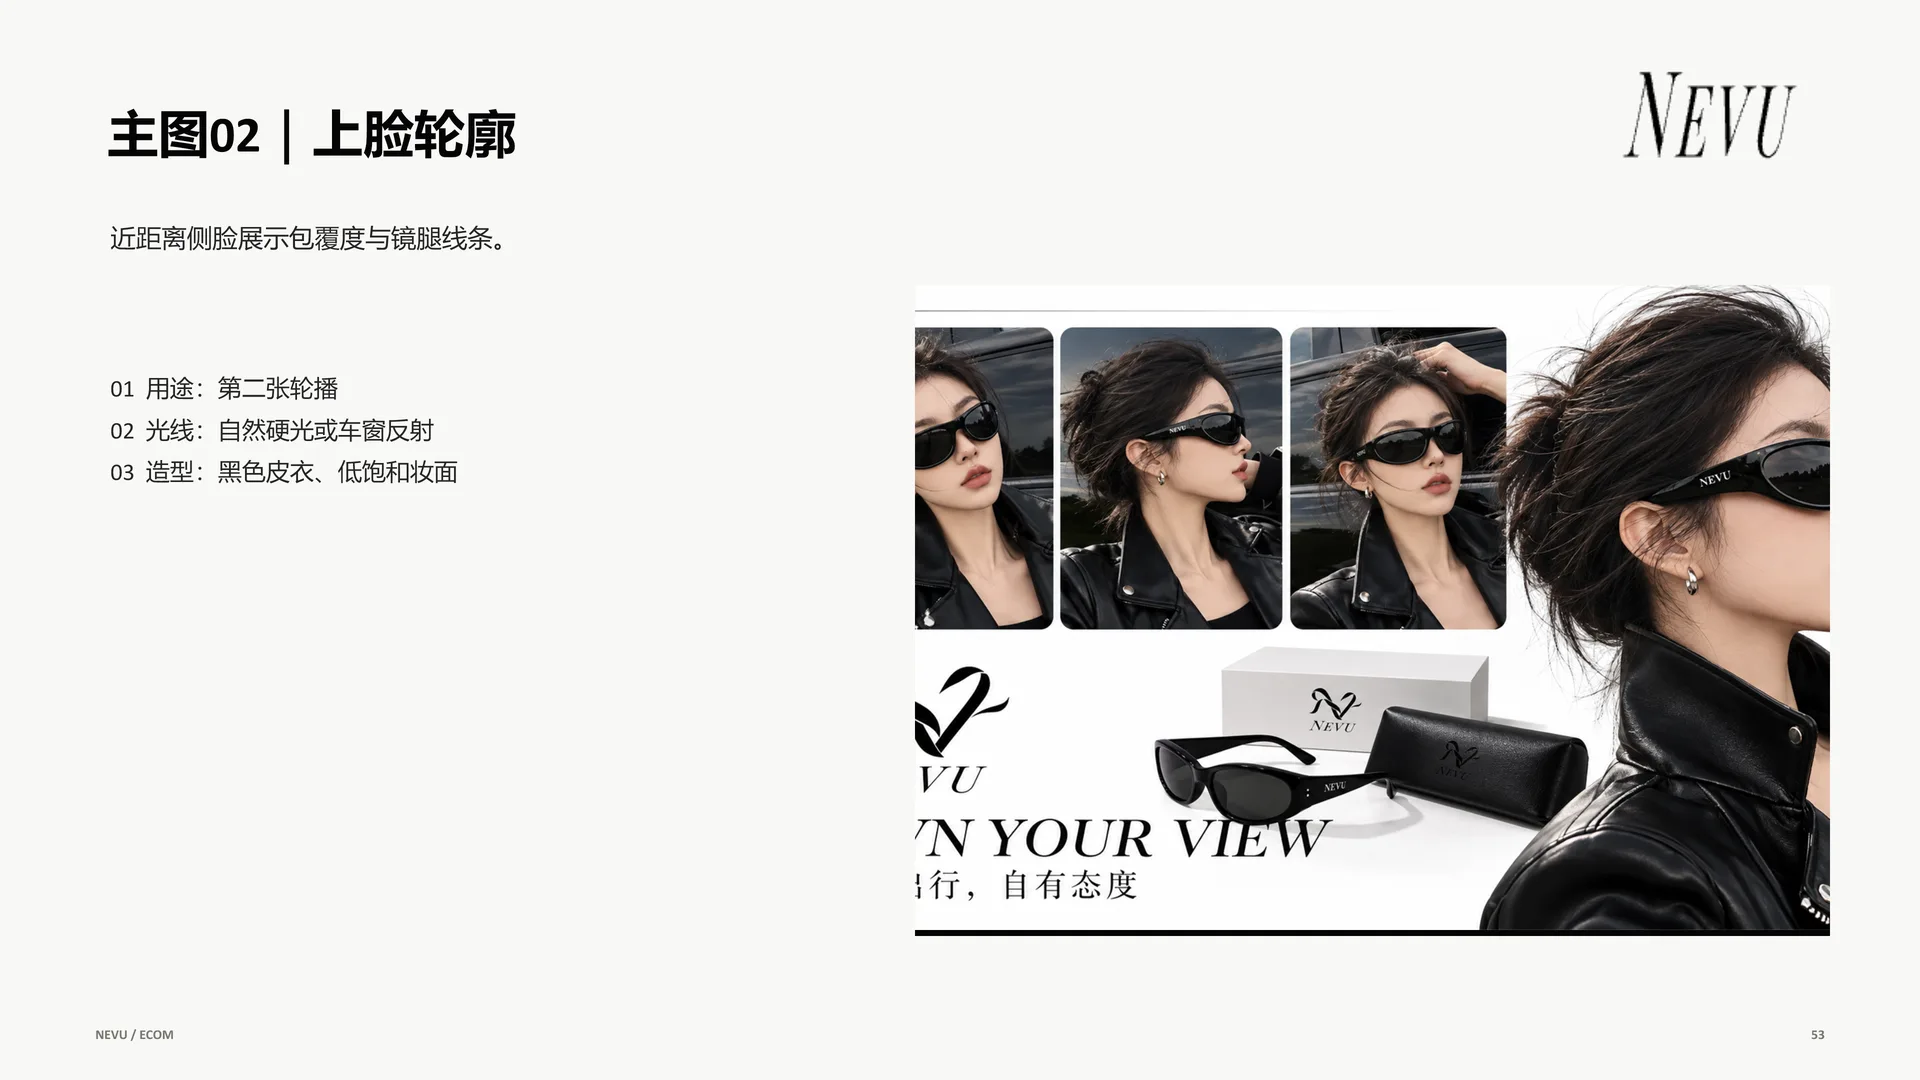 主图02｜上脸轮廓
NEVU
近距离侧脸展示包覆度与镜腿线条。
01 用途：第二张轮播
02 光线：自然硬光或车窗反射
03 造型：黑色皮衣、低饱和妆面
NEVU
NEVU
NEVU
NEVU
NEVU
VU
YOUR VIEW
行，自有态度
NEVU / ECOM
53